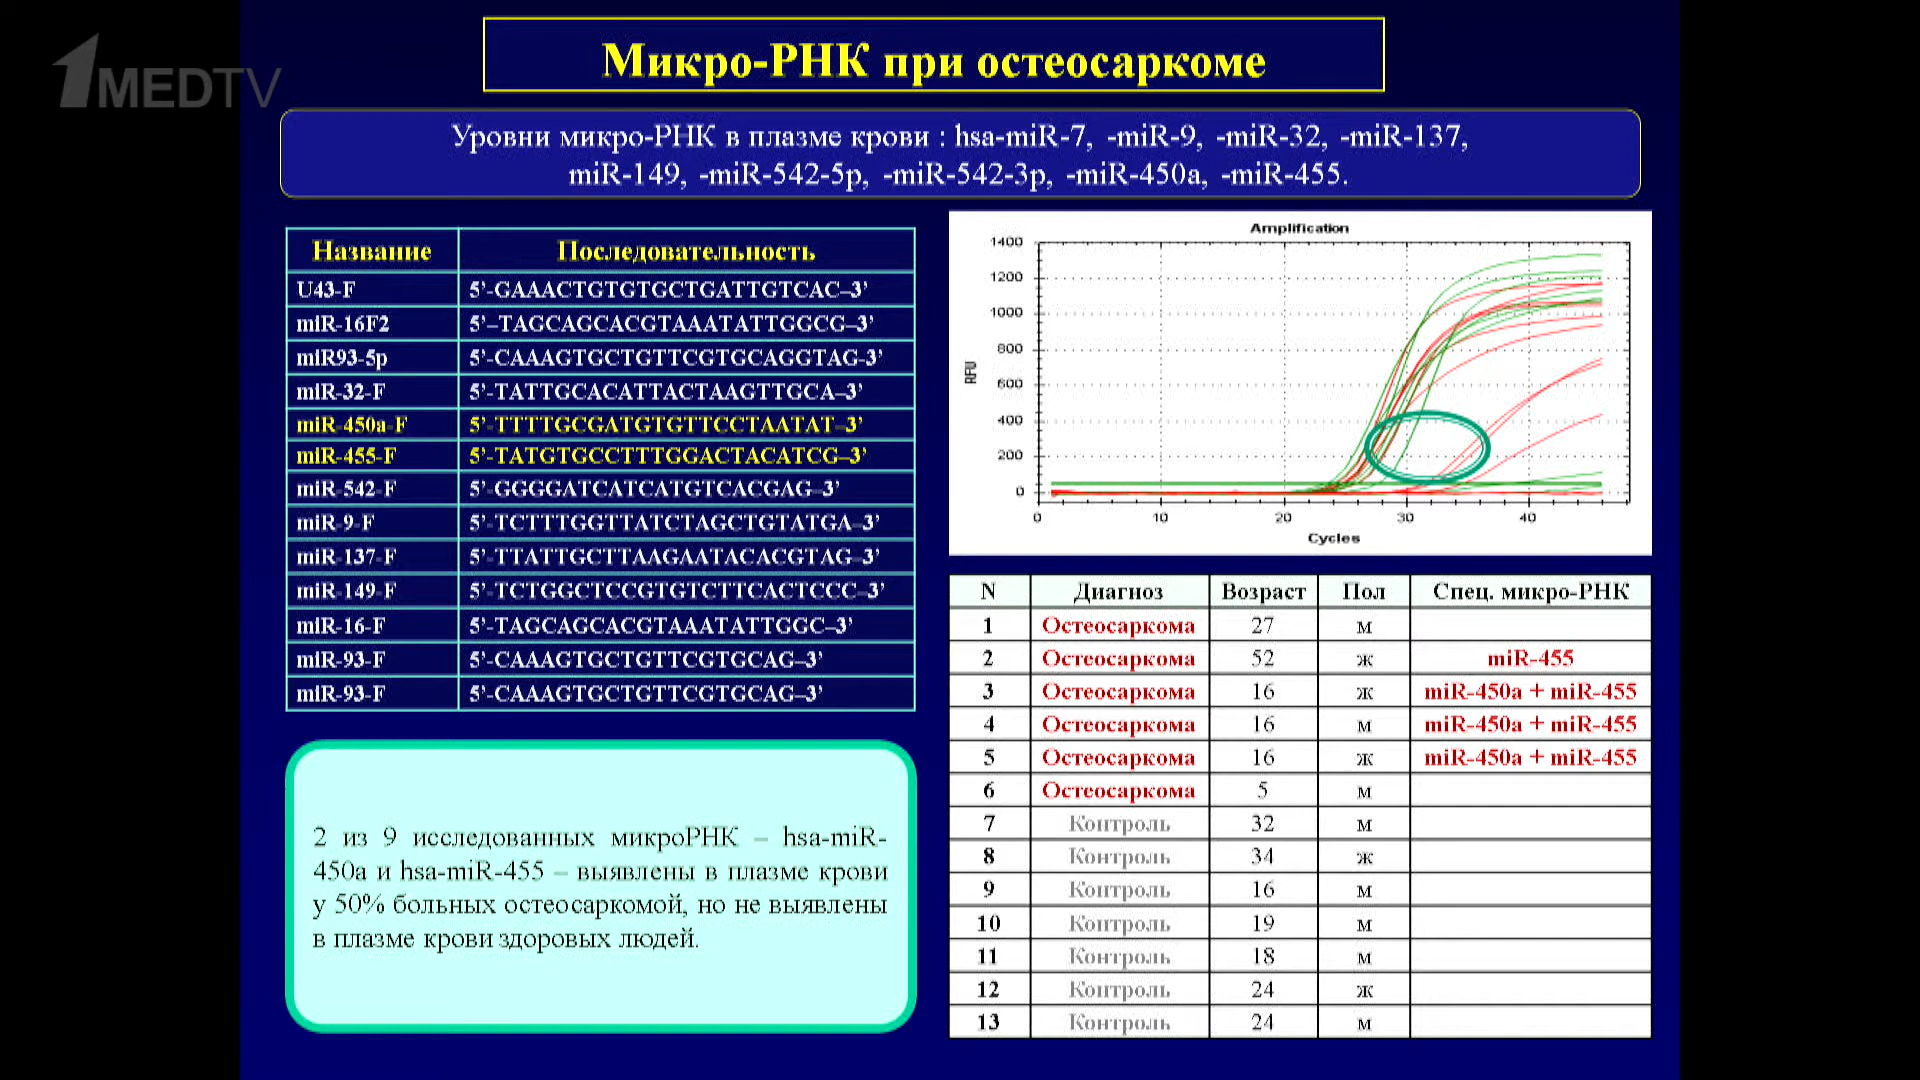 1MEDTV
Микро-РНК при остеосаркоме
Уровни микро-РНК в плазме крови : hsa-miR-7, -miR-9, -miR-32, -miR-137,
miR-149, -miR-542-5p, -miR-542-3p, -miR-450a, -miR-455.
Название Последовательность
U43-F 5’-GAAACTGTGTGCTGATTGTCAC–3’
miR-16F2 5’–TAGCAGCACGTAAATATTGGCG–3’
miR93-5p 5’-CAAAGTGCTGTTCGTGCAGGTAG-3’
miR-32-F 5’-TATTGCACATTACTAAGTTGCA–3’
miR-450a-F 5’-TTTTGCGATGTGTTCCTAATAT–3’
miR-455-F 5’-TATGTGCCTTTGGACTACATCG–3’
miR-542-F 5’-GGGGATCATCATGTCACGAG–3’
miR-9-F 5’-TCTTTGGTTATCTAGCTGTATGA–3’
miR-137-F 5’-TTATTGCTTAAGAATACACGTAG–3’
miR-149-F 5’-TCTGGCTCCGTGTCTTCACTCCC–3’
miR-16-F 5’-TAGCAGCACGTAAATATTGGC–3’
miR-93-F 5’-CAAAGTGCTGTTCGTGCAG–3’
miR-93-F 5’-CAAAGTGCTGTTCGTGCAG–3’
2 из 9 исследованных микроРНК – hsa-miR-
450a и hsa-miR-455 – выявлены в плазме крови
у 50% больных остеосаркомой, но не выявлены
в плазме крови здоровых людей.
Amplification
1400
1200
1000
800
600
400
200
0
RFU
0 10 20 30 40
Cycles
N Диагноз Возраст Пол Спец. микро-РНК
1 Остеосаркома 27 м
2 Остеосаркома 52 ж miR-455
3 Остеосаркома 16 ж miR-450a + miR-455
4 Остеосаркома 16 м miR-450a + miR-455
5 Остеосаркома 16 ж miR-450a + miR-455
6 Остеосаркома 5 м
7 Контроль 32 м
8 Контроль 34 ж
9 Контроль 16 м
10 Контроль 19 м
11 Контроль 18 м
12 Контроль 24 ж
13 Контроль 24 м